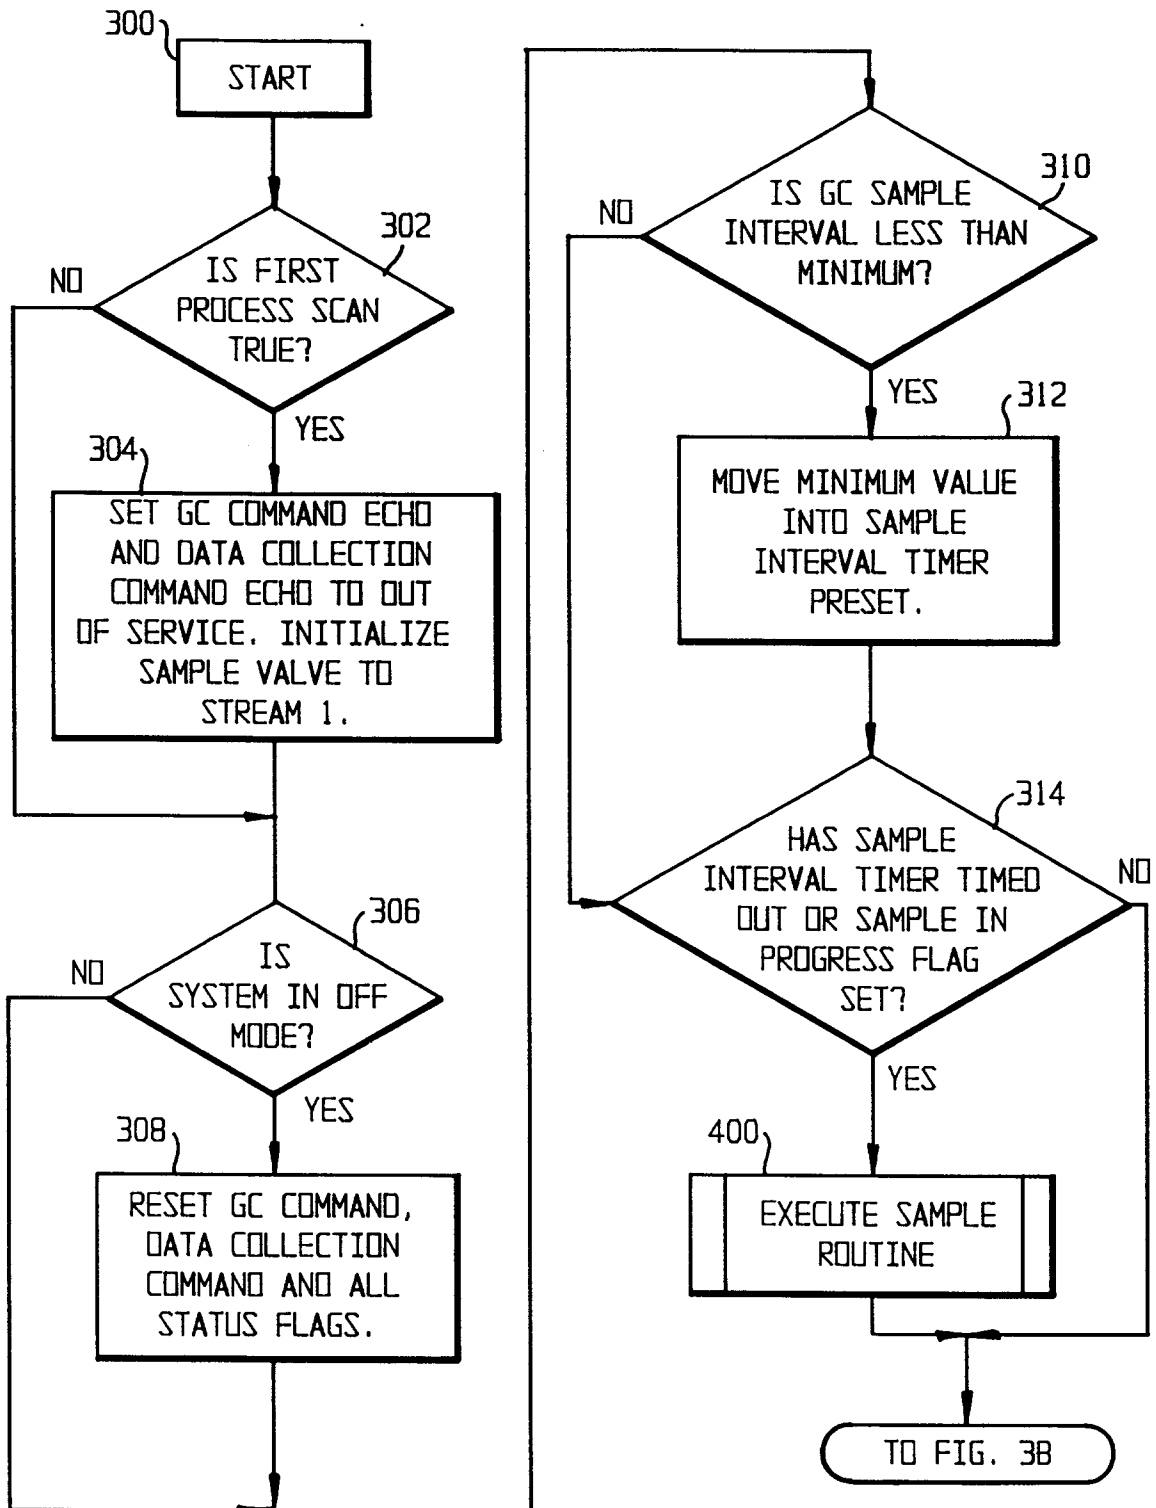 300
START
302
IS FIRST
PROCESS SCAN
TRUE?
NO
YES
304
SET GC COMMAND ECHO
AND DATA COLLECTION
COMMAND ECHO TO OUT
OF SERVICE. INITIALIZE
SAMPLE VALVE TO
STREAM 1.
306
IS
SYSTEM IN OFF
MODE?
NO
YES
308
RESET GC COMMAND,
DATA COLLECTION
COMMAND AND ALL
STATUS FLAGS.
310
IS GC SAMPLE
INTERVAL LESS THAN
MINIMUM?
NO
YES
312
MOVE MINIMUM VALUE
INTO SAMPLE
INTERVAL TIMER
PRESET.
314
HAS SAMPLE
INTERVAL TIMER TIMED
OUT OR SAMPLE IN
PROGRESS FLAG
SET?
NO
YES
400
EXECUTE SAMPLE
ROUTINE
TO FIG. 3B